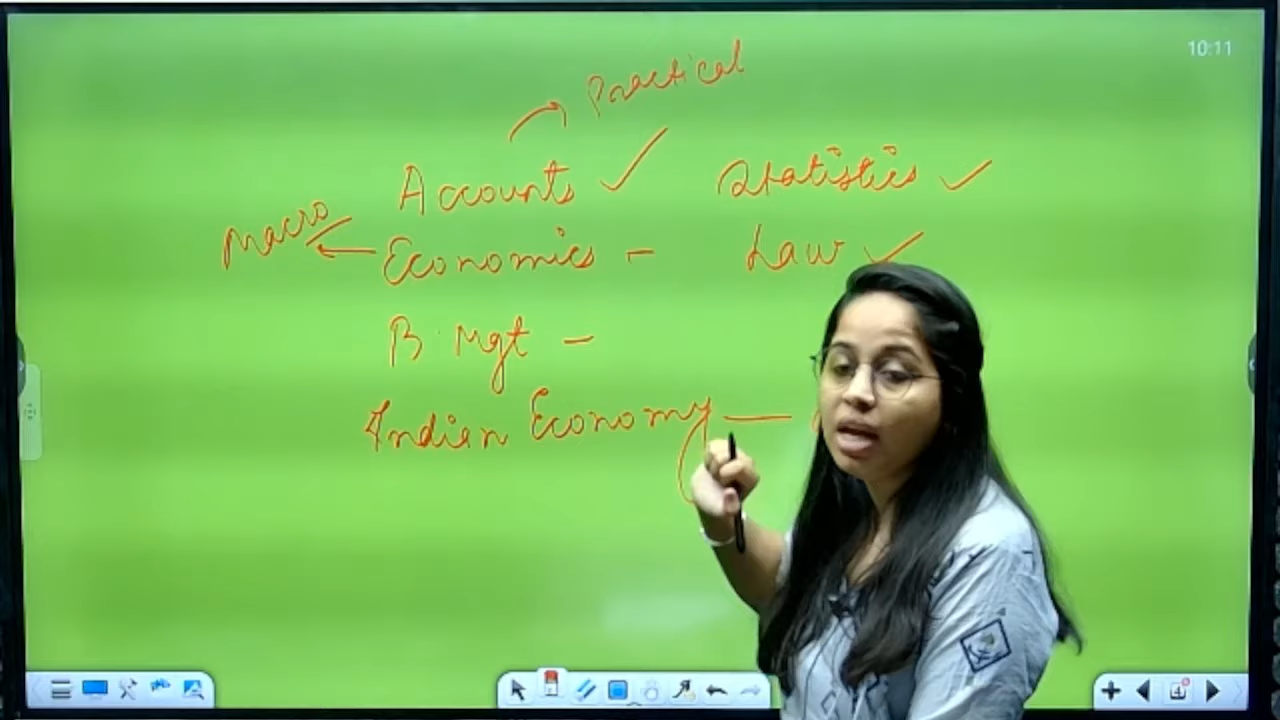 10:11
Practical
Accounts ✓ Statistics ✓
Macro
Economics - Law ✓
B. Mgt -
Indian Economy —